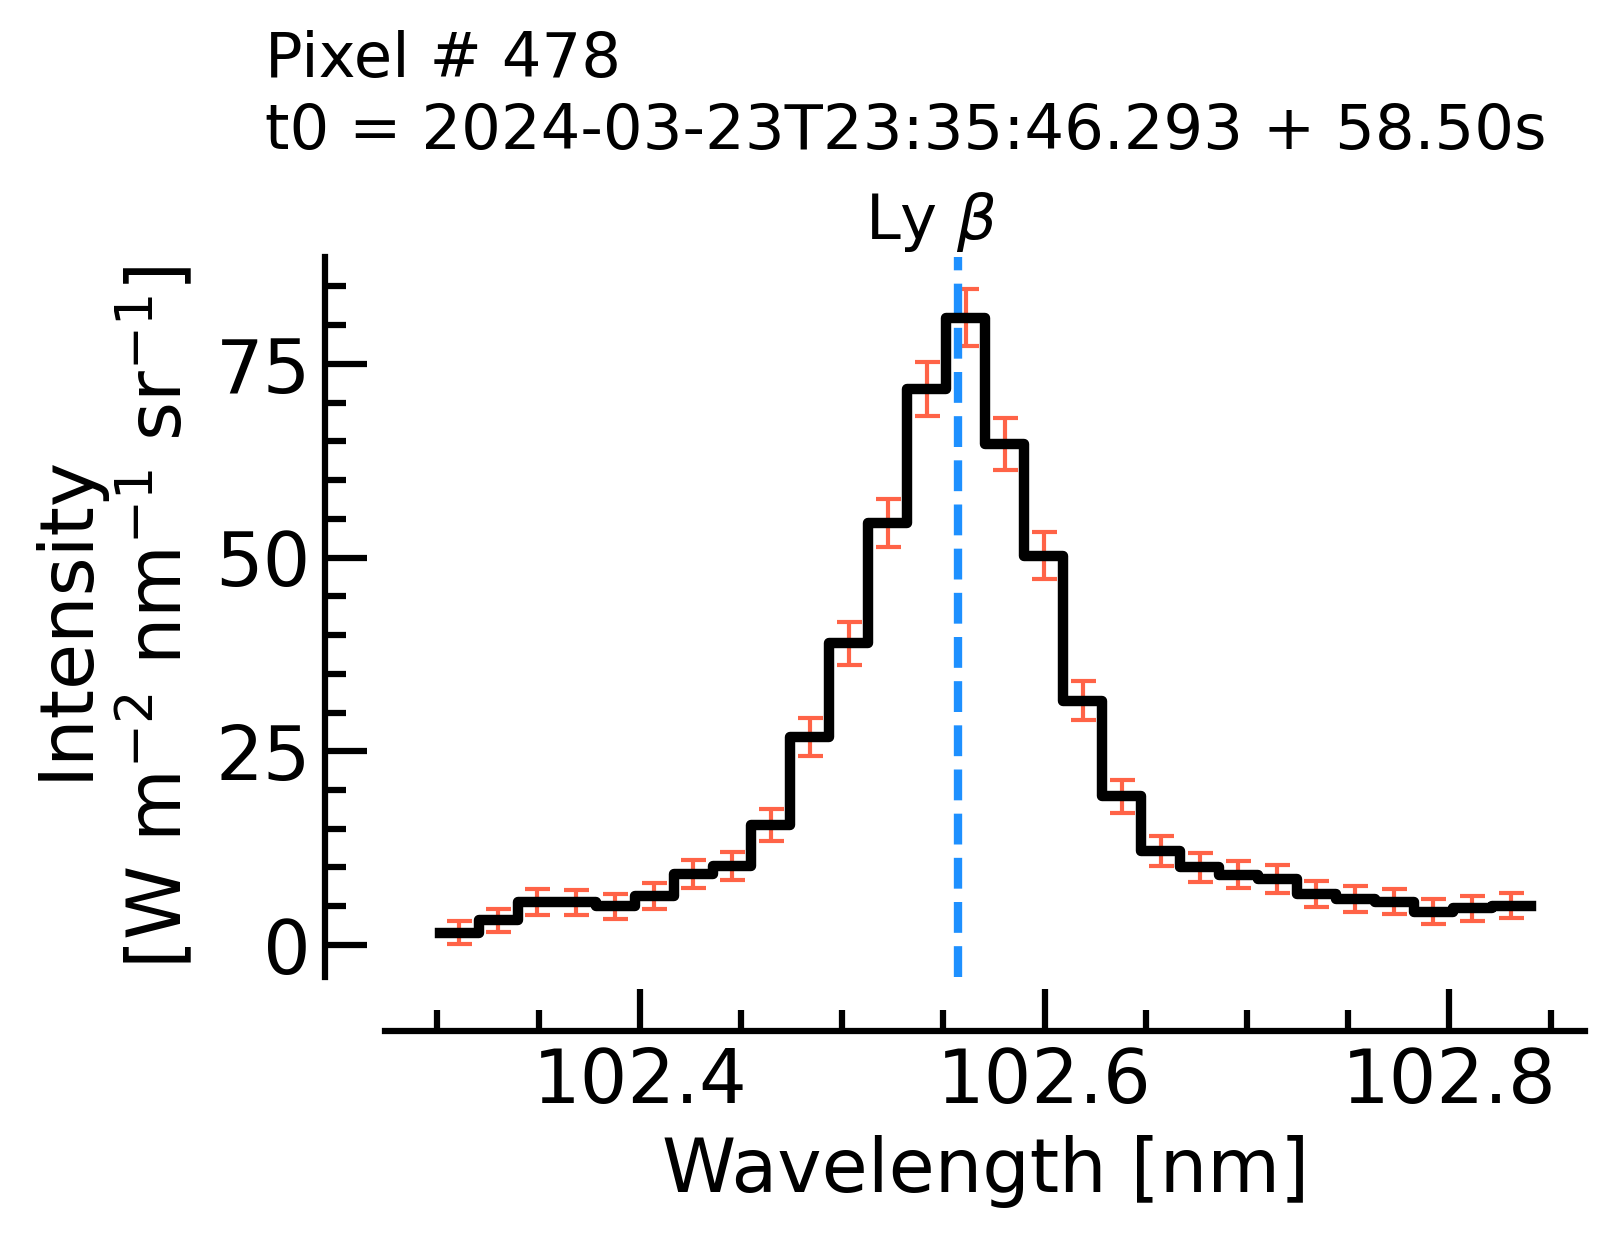 Pixel # 478
t0 = 2024-03-23T23:35:46.293 + 58.50s
Ly β
Intensity
[W m⁻² nm⁻¹ sr⁻¹]
75
50
25
0
102.4 102.6 102.8
Wavelength [nm]